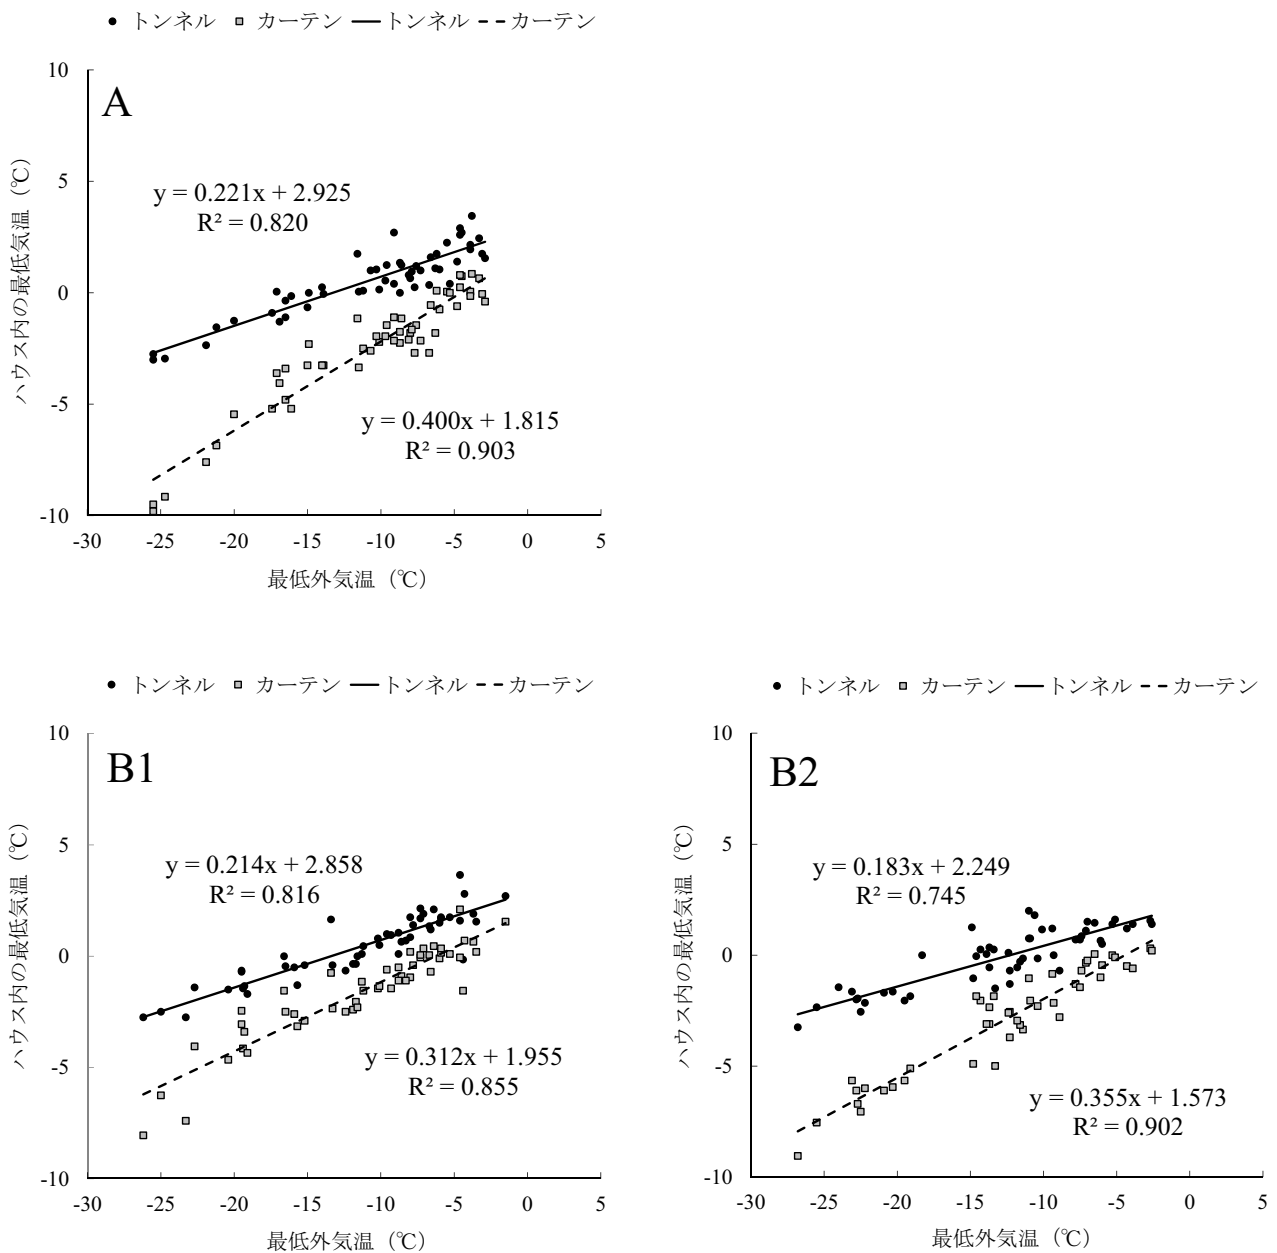 トンネル カーテン トンネル カーテン
10
A
5
y = 0.221x + 2.925
R² = 0.820
0
-5
y = 0.400x + 1.815
R² = 0.903
-10
-30 -25 -20 -15 -10 -5 0 5
ハウス内の最低気温（℃）
最低外気温（℃）
トンネル カーテン トンネル カーテン
10
B1
5
y = 0.214x + 2.858
R² = 0.816
0
-5
y = 0.312x + 1.955
R² = 0.855
-10
-30 -25 -20 -15 -10 -5 0 5
ハウス内の最低気温（℃）
最低外気温（℃）
トンネル カーテン トンネル カーテン
10
B2
5
y = 0.183x + 2.249
R² = 0.745
0
-5
y = 0.355x + 1.573
R² = 0.902
-10
-30 -25 -20 -15 -10 -5 0 5
ハウス内の最低気温（℃）
最低外気温（℃）